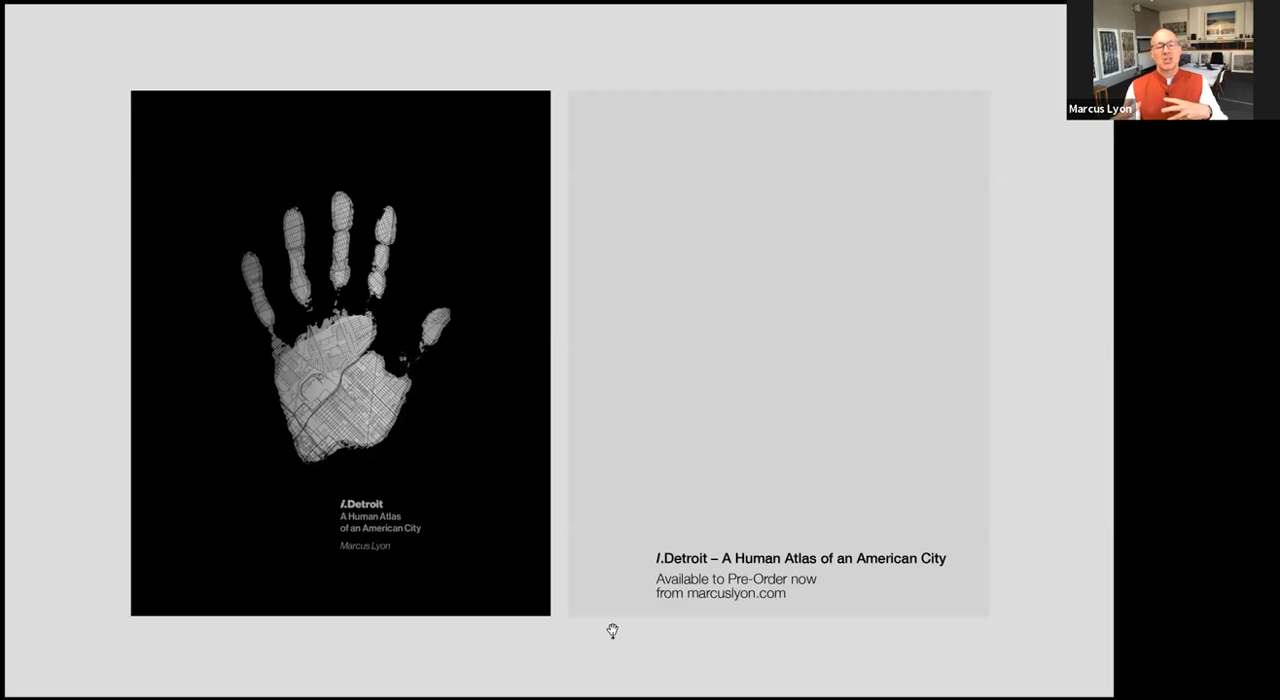 i.Detroit
A Human Atlas
of an American City
Marcus Lyon
I.Detroit – A Human Atlas of an American City
Available to Pre-Order now
from marcuslyon.com
Marcus Lyon